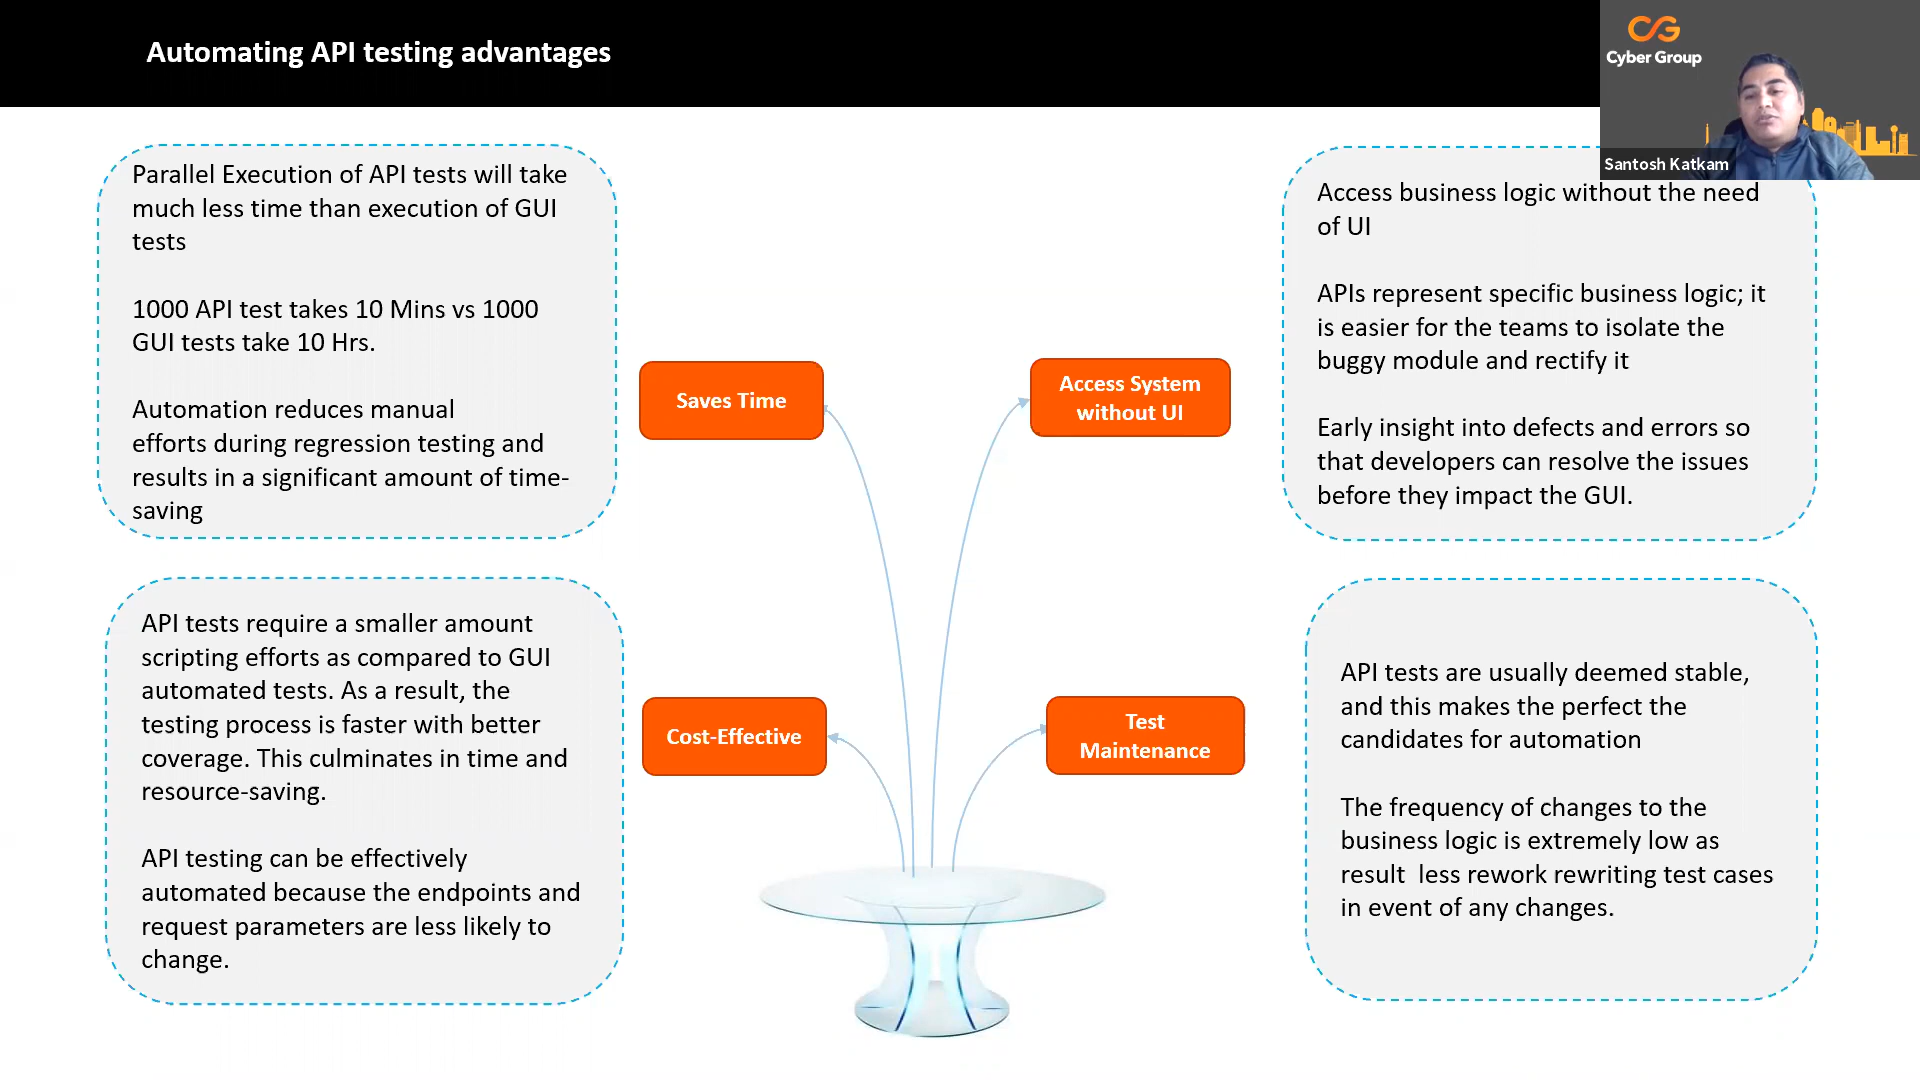 Automating API testing advantages
Cyber Group
Santosh Katkam
Parallel Execution of API tests will take
much less time than execution of GUI
tests
1000 API test takes 10 Mins vs 1000
GUI tests take 10 Hrs.
Automation reduces manual
efforts during regression testing and
results in a significant amount of time-
saving
Saves Time
Access System
without UI
Access business logic without the need
of UI
APIs represent specific business logic; it
is easier for the teams to isolate the
buggy module and rectify it
Early insight into defects and errors so
that developers can resolve the issues
before they impact the GUI.
API tests require a smaller amount
scripting efforts as compared to GUI
automated tests. As a result, the
testing process is faster with better
coverage. This culminates in time and
resource-saving.
API testing can be effectively
automated because the endpoints and
request parameters are less likely to
change.
Cost-Effective
Test
Maintenance
API tests are usually deemed stable,
and this makes the perfect the
candidates for automation
The frequency of changes to the
business logic is extremely low as
result  less rework rewriting test cases
in event of any changes.